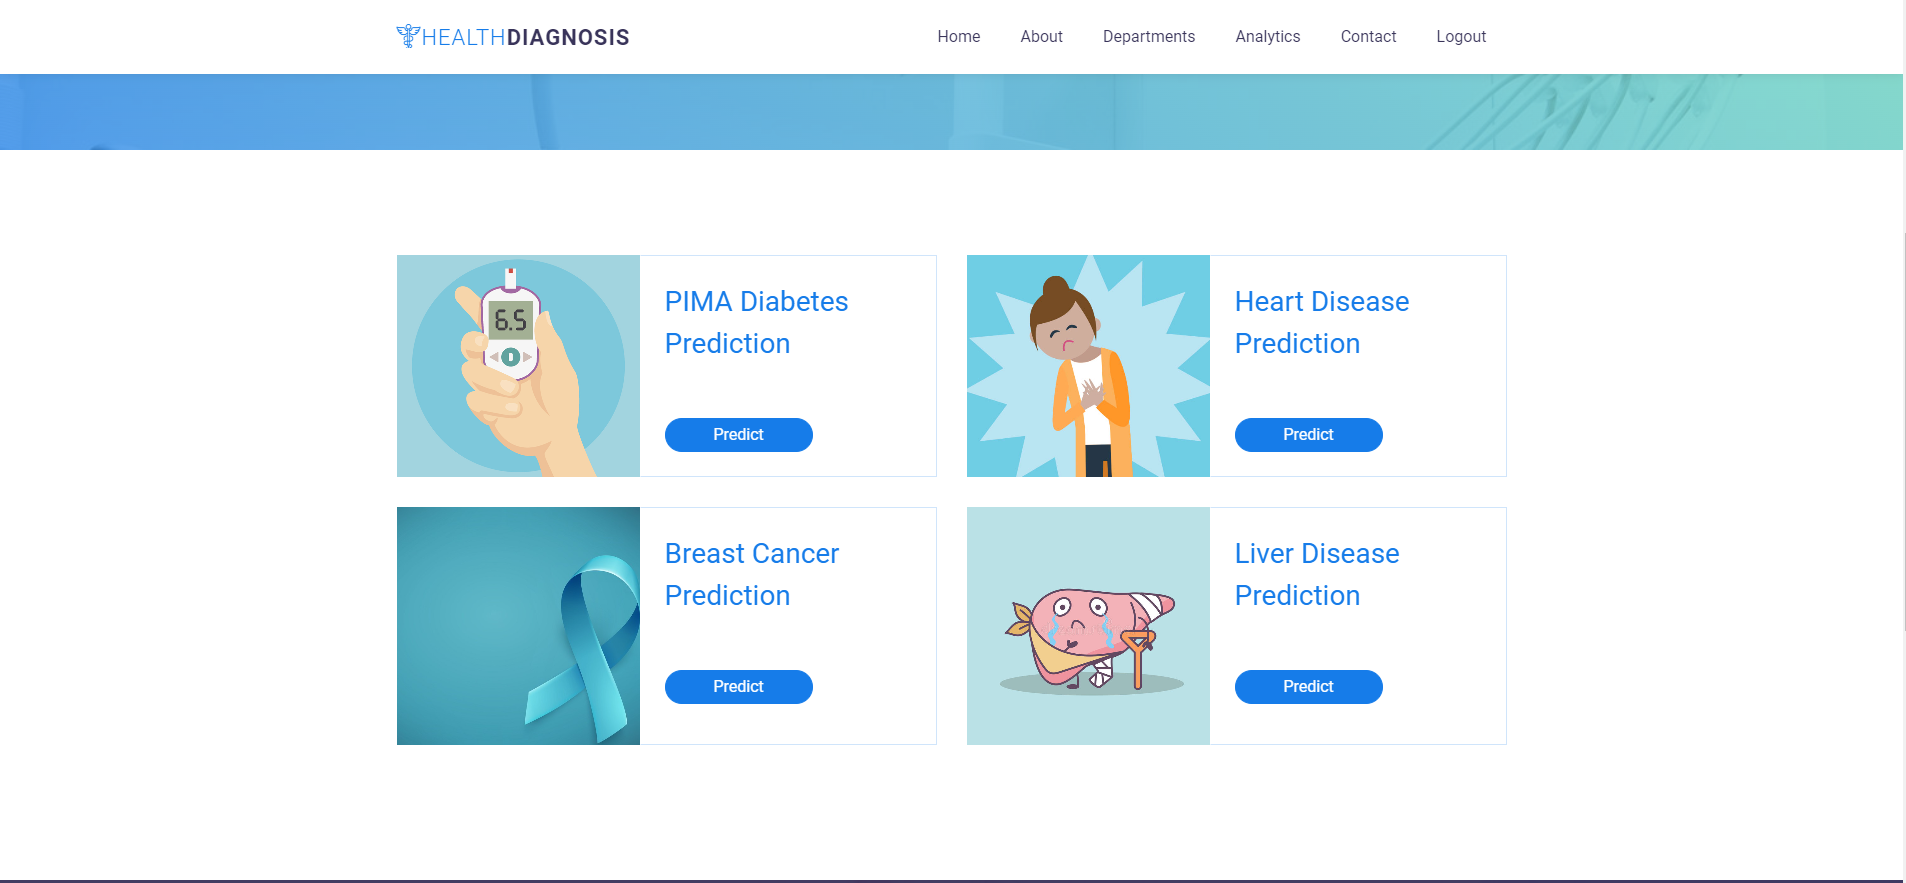 HEALTHDIAGNOSIS
Home About Departments Analytics Contact Logout
6.5
PIMA Diabetes
Prediction
Predict
Heart Disease
Prediction
Predict
Breast Cancer
Prediction
Predict
Liver Disease
Prediction
Predict